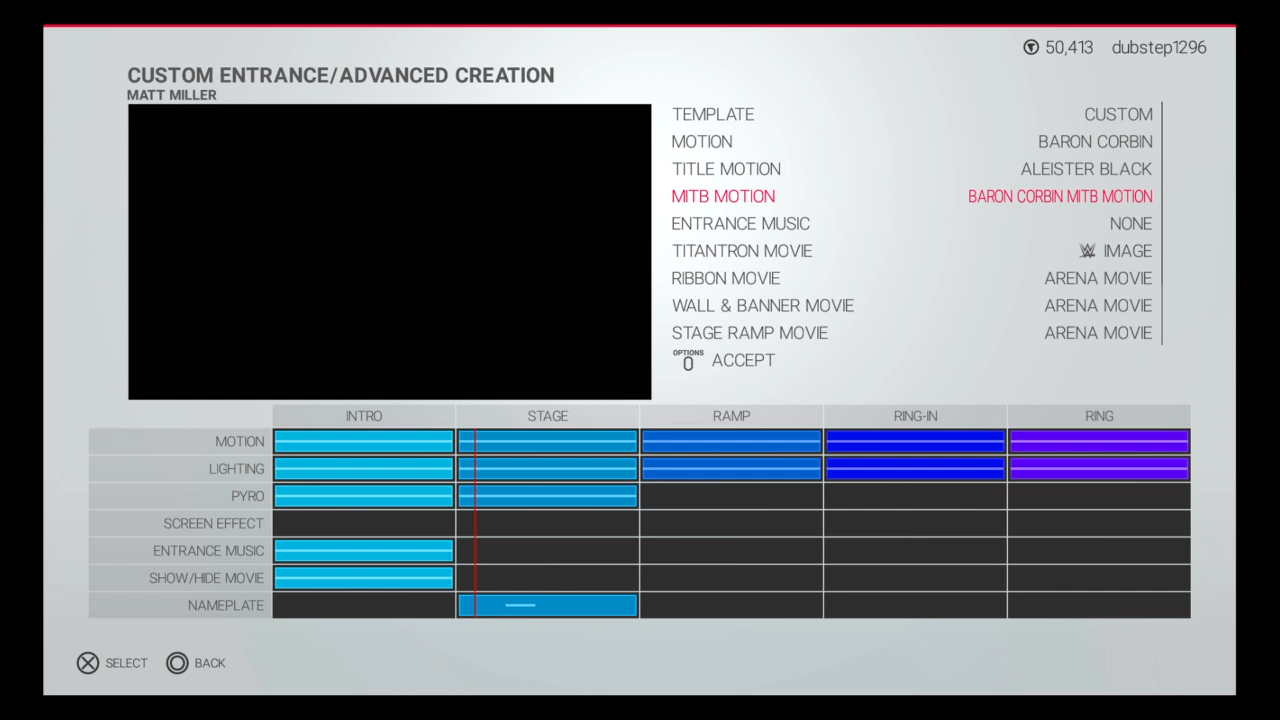 50,413 dubstep1296
CUSTOM ENTRANCE/ADVANCED CREATION
MATT MILLER
TEMPLATE CUSTOM
MOTION BARON CORBIN
TITLE MOTION ALEISTER BLACK
MITB MOTION BARON CORBIN MITB MOTION
ENTRANCE MUSIC NONE
TITANTRON MOVIE W IMAGE
RIBBON MOVIE ARENA MOVIE
WALL & BANNER MOVIE ARENA MOVIE
STAGE RAMP MOVIE ARENA MOVIE
OPTIONS ACCEPT
INTRO STAGE RAMP RING-IN RING
MOTION
LIGHTING
PYRO
SCREEN EFFECT
ENTRANCE MUSIC
SHOW/HIDE MOVIE
NAMEPLATE
SELECT BACK